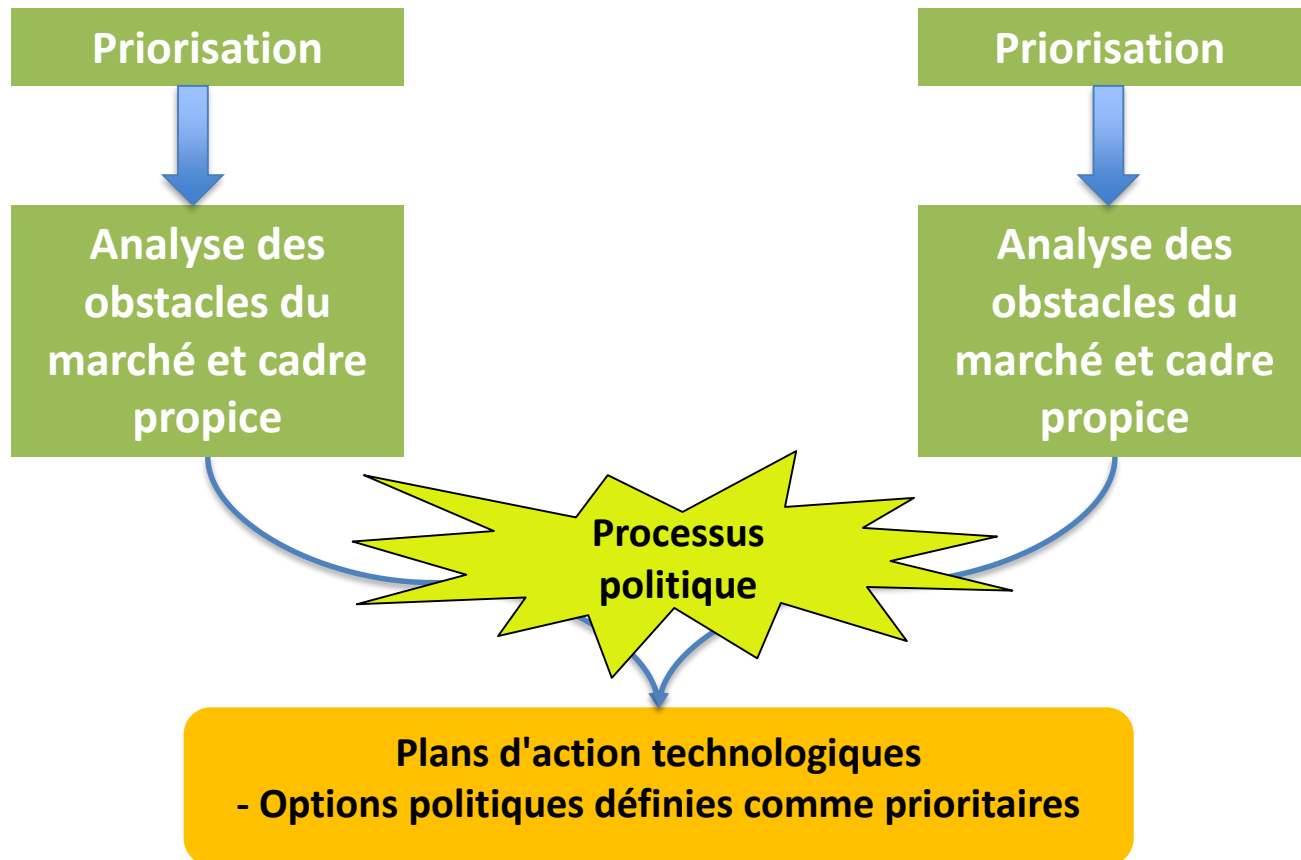 Priorisation
Priorisation
Analyse des
obstacles du
marché et cadre
propice
Analyse des
obstacles du
marché et cadre
propice
Processus
politique
Plans d'action technologiques
- Options politiques définies comme prioritaires